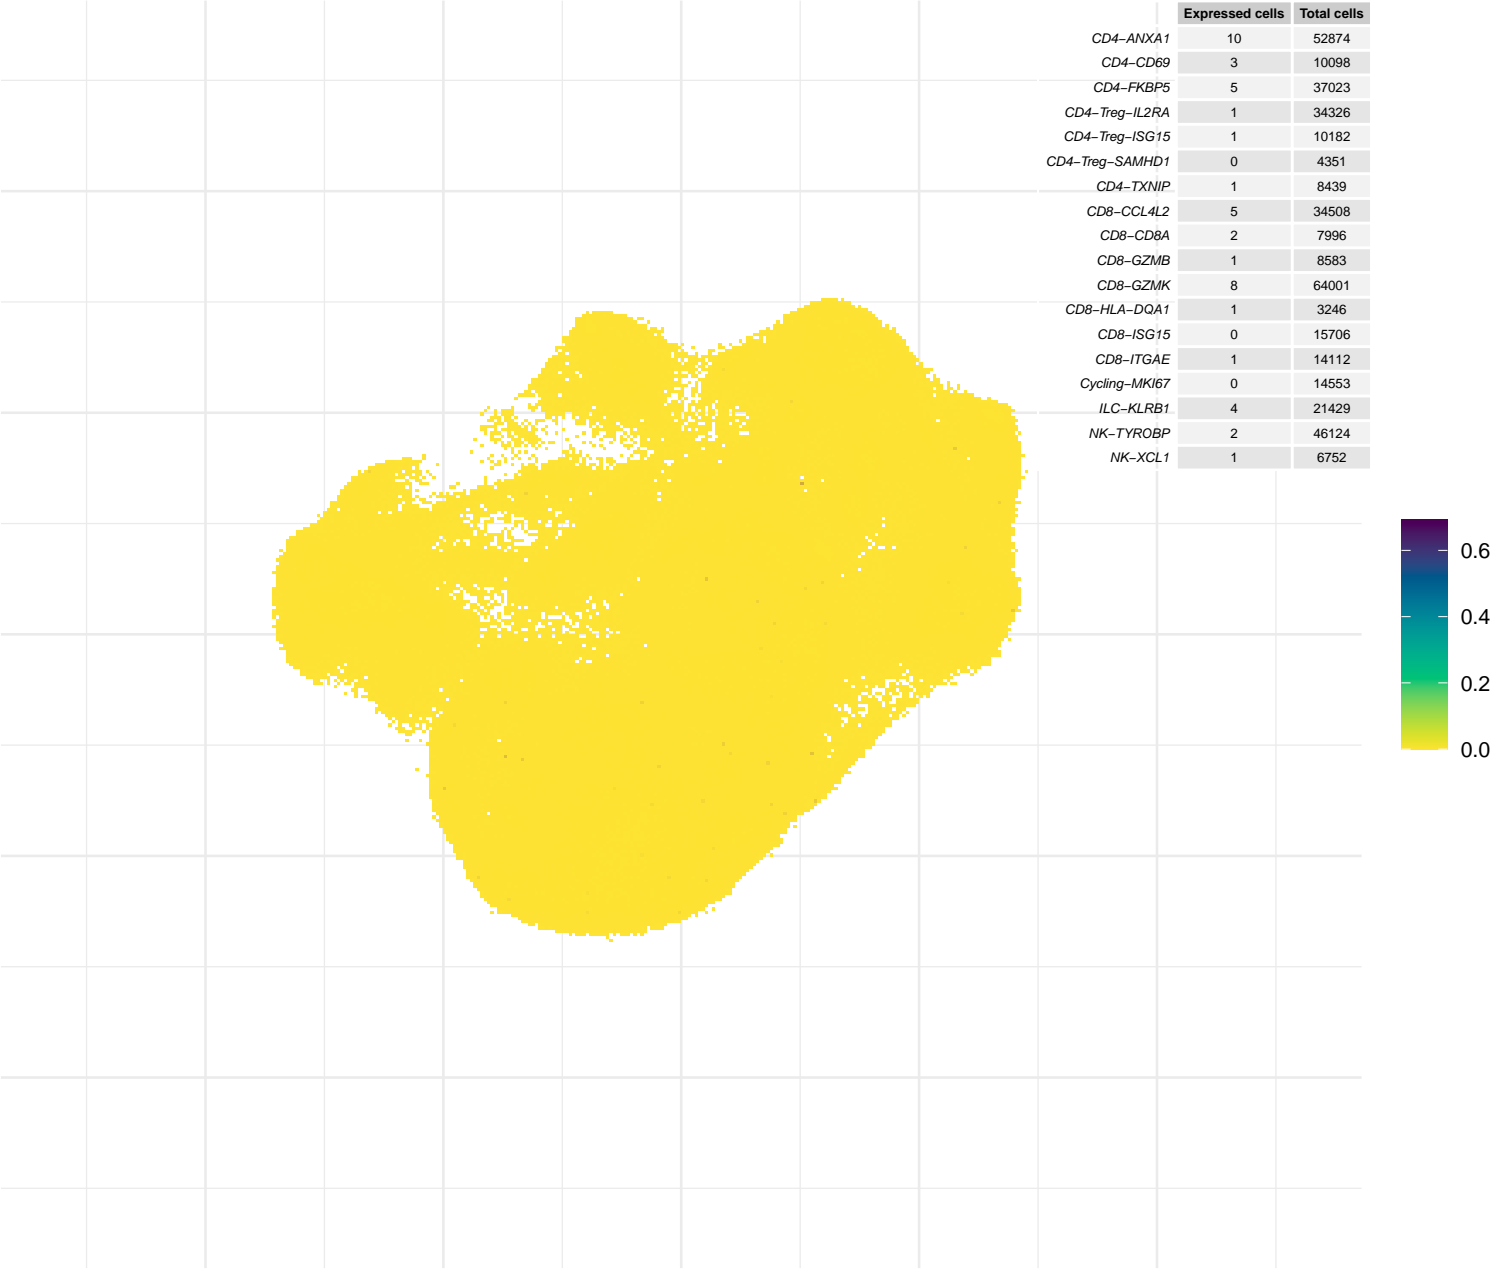 Expressed cells Total cells
CD4−ANXA1 10 52874
CD4−CD69 3 10098
CD4−FKBP5 5 37023
CD4−Treg−IL2RA 1 34326
CD4−Treg−ISG15 1 10182
CD4−Treg−SAMHD1 0 4351
CD4−TXNIP 1 8439
CD8−CCL4L2 5 34508
CD8−CD8A 2 7996
CD8−GZMB 1 8583
CD8−GZMK 8 64001
CD8−HLA−DQA1 1 3246
CD8−ISG15 0 15706
CD8−ITGAE 1 14112
Cycling−MKI67 0 14553
ILC−KLRB1 4 21429
NK−TYROBP 2 46124
NK−XCL1 1 6752
0.6
0.4
0.2
0.0